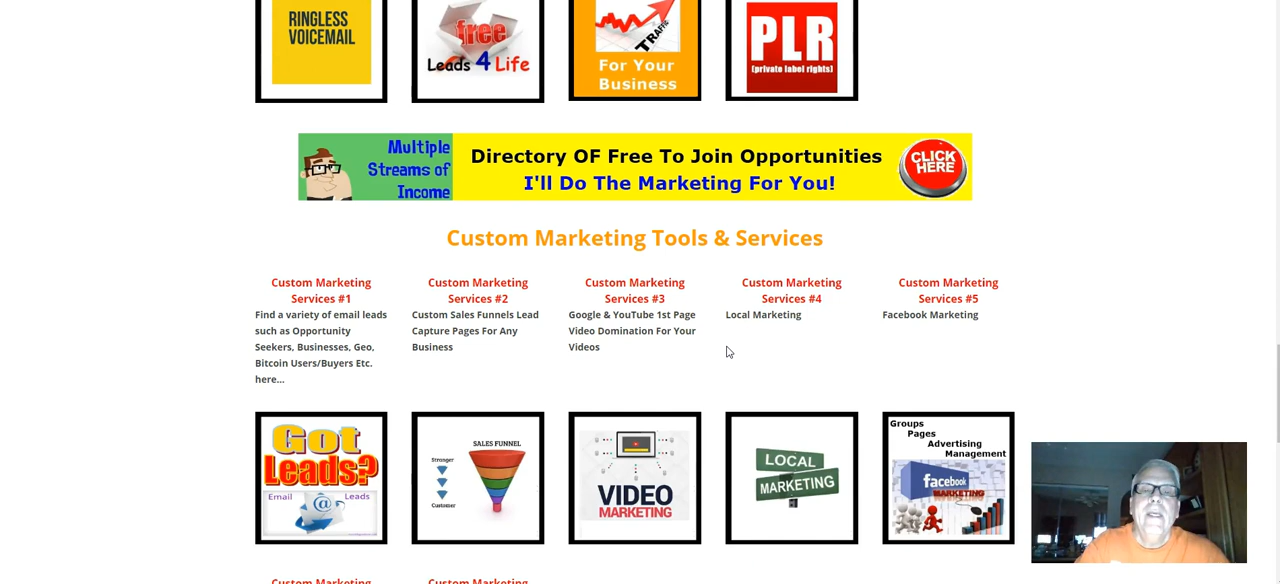 RINGLESS
VOICEMAIL
free
Leads 4 Life
TRAFFIC
For Your
Business
PLR
(private label rights)
Multiple
Streams of
Income
Directory OF Free To Join Opportunities
I'll Do The Marketing For You!
CLICK
HERE
Custom Marketing Tools & Services
Custom Marketing
Services #1
Find a variety of email leads
such as Opportunity
Seekers, Businesses, Geo,
Bitcoin Users/Buyers Etc.
here...
Custom Marketing
Services #2
Custom Sales Funnels Lead
Capture Pages For Any
Business
Custom Marketing
Services #3
Google & YouTube 1st Page
Video Domination For Your
Videos
Custom Marketing
Services #4
Local Marketing
Custom Marketing
Services #5
Facebook Marketing
Got
Leads?
Email
Leads
@
SALES FUNNEL
Stronger
Customer
VIDEO
MARKETING
LOCAL
MARKETING
Groups
Pages
Advertising
Management
facebook
MARKETING
Custom Marketing
Custom Marketing